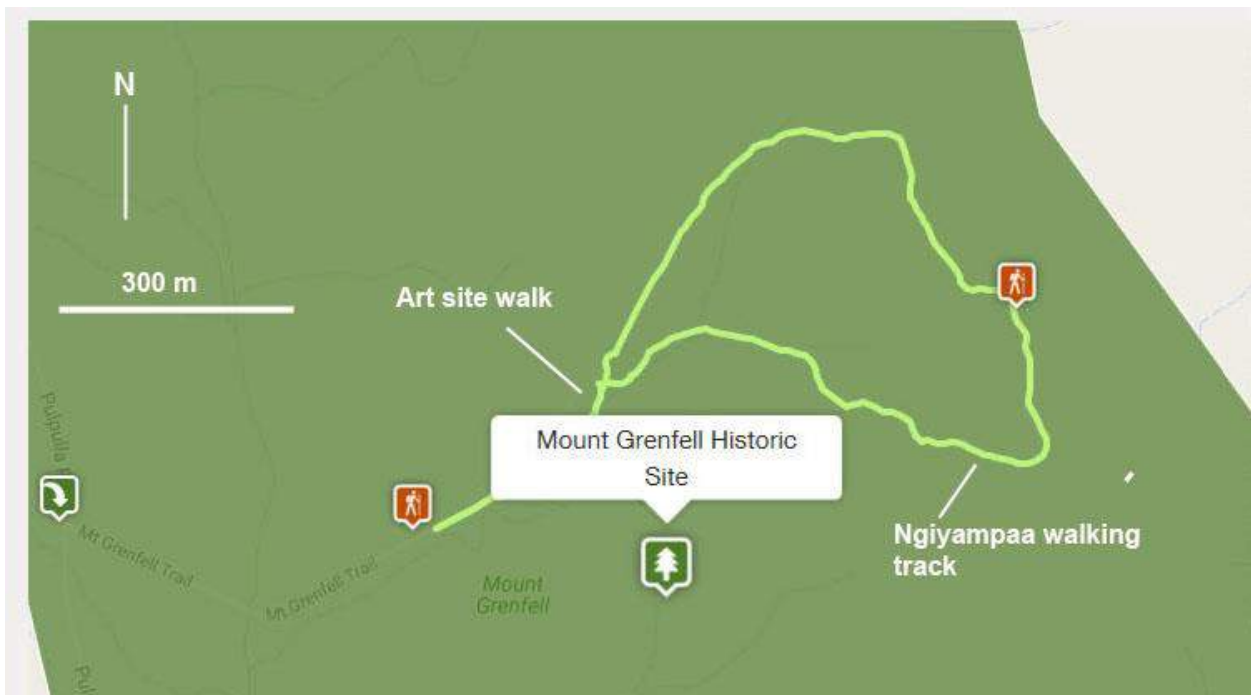 N
300 m
Art site walk
Mount Grenfell Historic
Site
Ngiyampaa walking
track
Mt Grenfell Trail
Mt Grenfell Trail
Mount
Grenfell